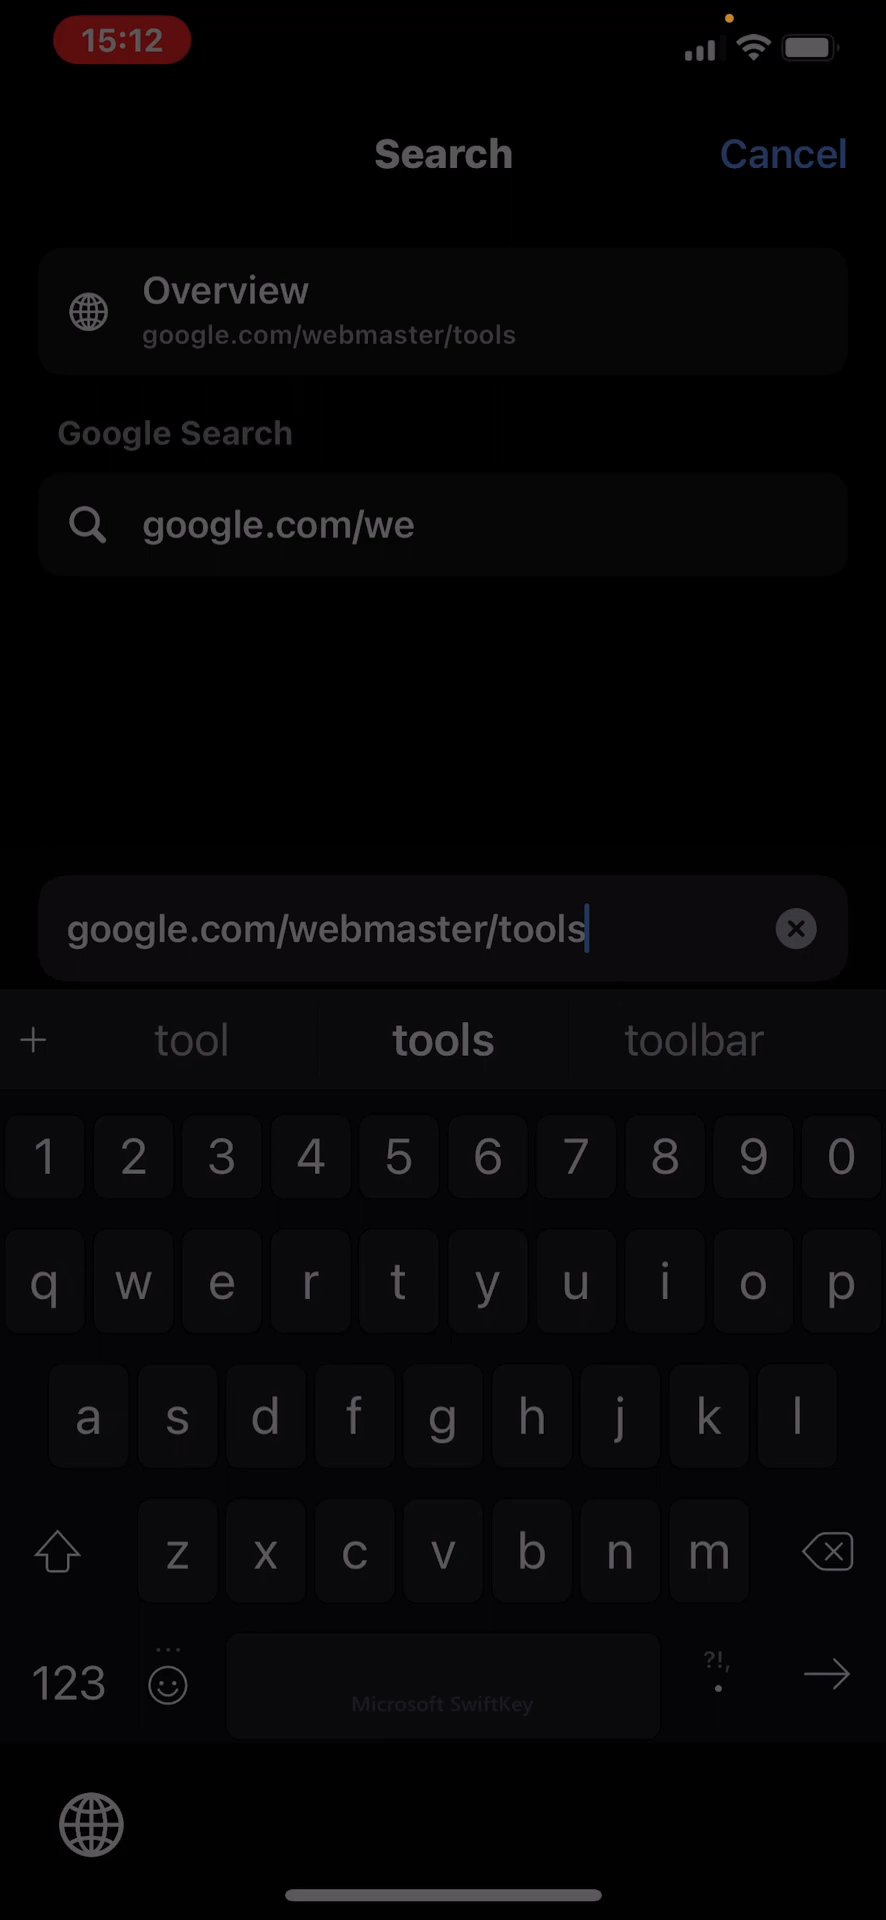 15:12
Search
Cancel
Overview
google.com/webmaster/tools
Google Search
google.com/we
google.com/webmaster/tools
+ tool tools toolbar
1 2 3 4 5 6 7 8 9 0
q w e r t y u i o p
a s d f g h j k l
z x c v b n m
123 ... ?!, .
Microsoft SwiftKey